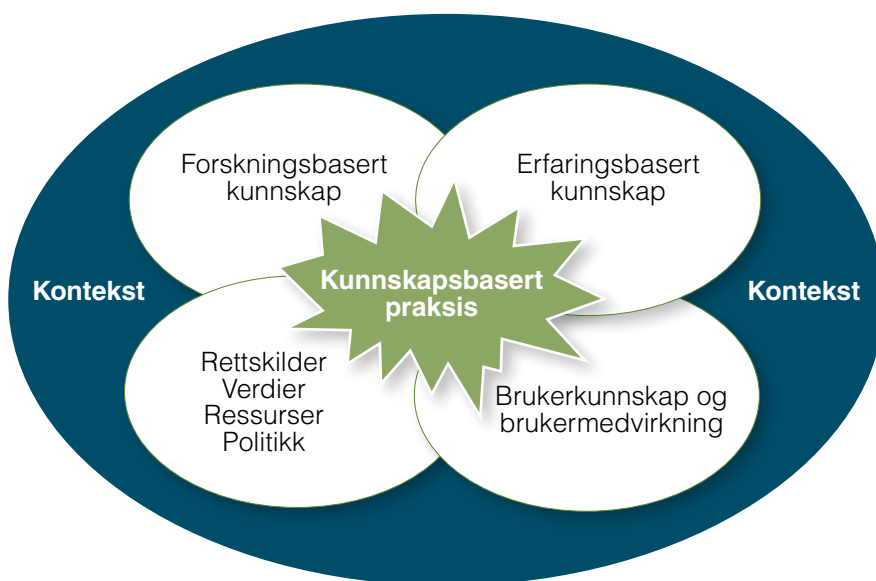 Forskningsbasert
kunnskap
Erfaringsbasert
kunnskap
Kontekst
Kunnskapsbasert
praksis
Kontekst
Rettskilder
Verdier
Ressurser
Politikk
Brukerkunnskap og
brukermedvirkning